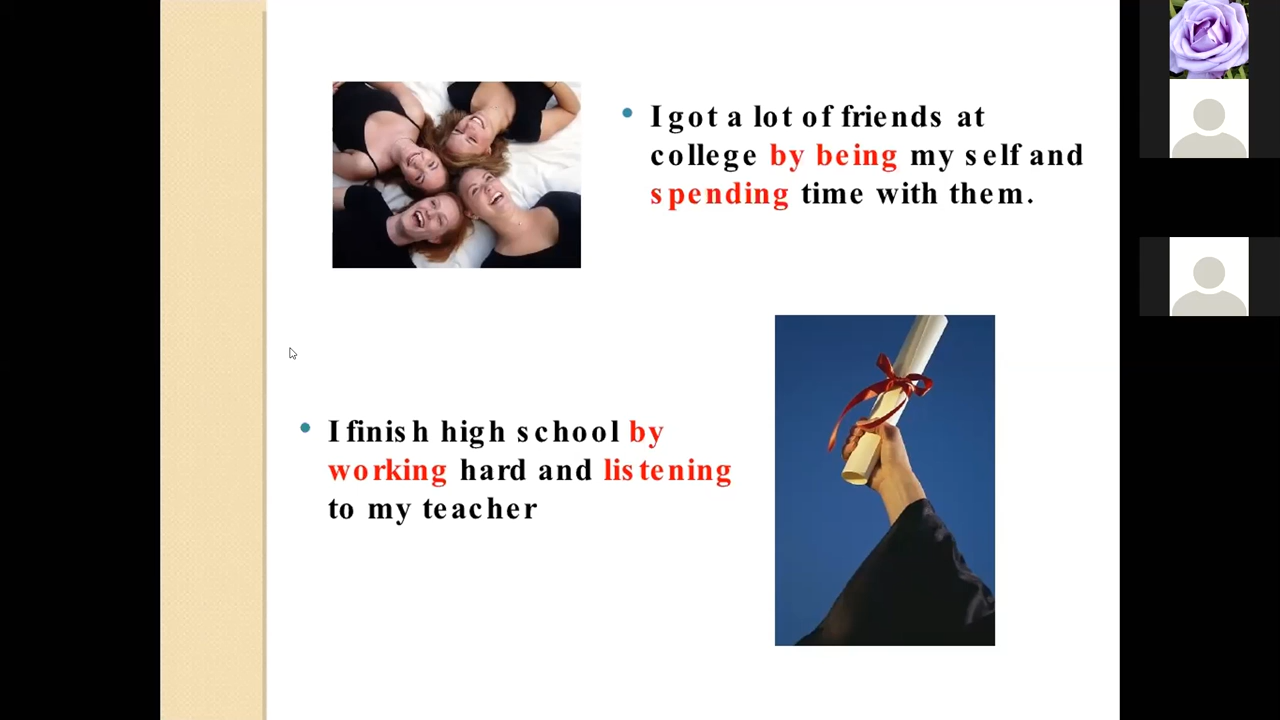 I got a lot of friends at
college by being my self and
spending time with them.
I finish high school by
working hard and listening
to my teacher